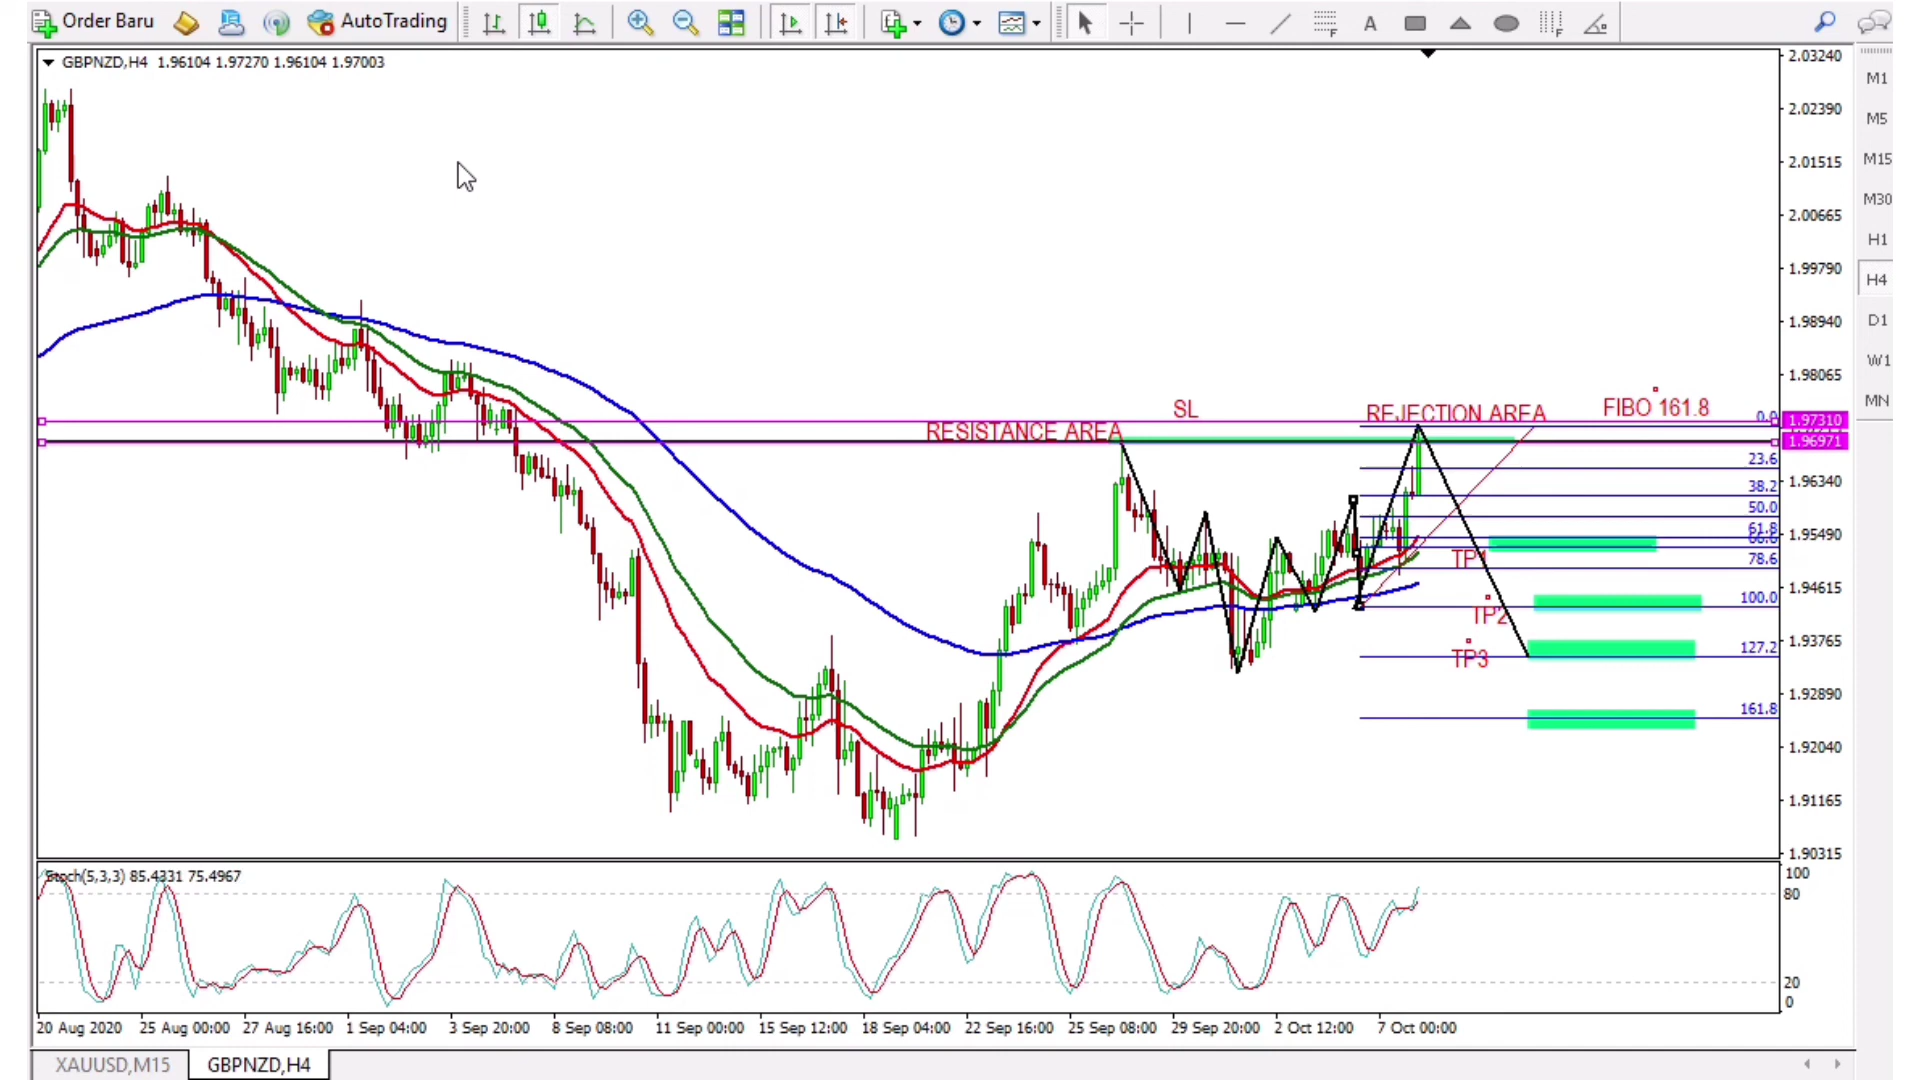 Order Baru AutoTrading
GBPNZD,H4 1.96104 1.97270 1.96104 1.97003
2.03240
2.02390
2.01515
2.00665
1.99790
1.98940
1.98065
1.97310
1.96971
1.96340
1.95490
1.94615
1.93765
1.92890
1.92040
1.91165
1.90315
M1
M5
M15
M30
H1
H4
D1
W1
MN
SL
RESISTANCE AREA
REJECTION AREA
FIBO 161.8
0.0
23.6
38.2
50.0
61.8
78.6
100.0
127.2
161.8
TP1
TP2
TP3
Stoch(5,3,3) 85.4331 75.4967
100
80
20
0
20 Aug 2020 25 Aug 00:00 27 Aug 16:00 1 Sep 04:00 3 Sep 20:00 8 Sep 08:00 11 Sep 00:00 15 Sep 12:00 18 Sep 04:00 22 Sep 16:00 25 Sep 08:00 29 Sep 20:00 2 Oct 12:00 7 Oct 00:00
XAUUSD,M15 GBPNZD,H4